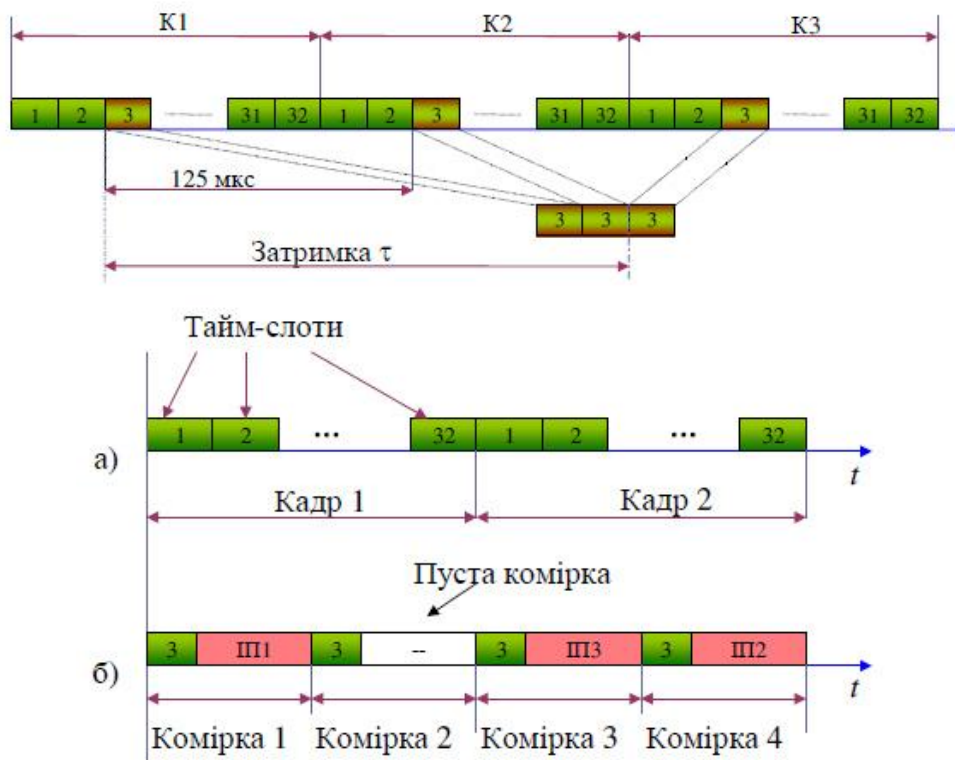 К1 К2 К3
1 2 3 31 32 1 2 3 31 32 1 2 3 31 32
125 мкс
3 3 3
Затримка τ
Тайм-слоти
1 2 ... 32 1 2 ... 32
а)
t
Кадр 1 Кадр 2
Пуста комірка
3 ІП1 3 -- 3 ІП3 3 ІП2
б)
t
Комірка 1 Комірка 2 Комірка 3 Комірка 4